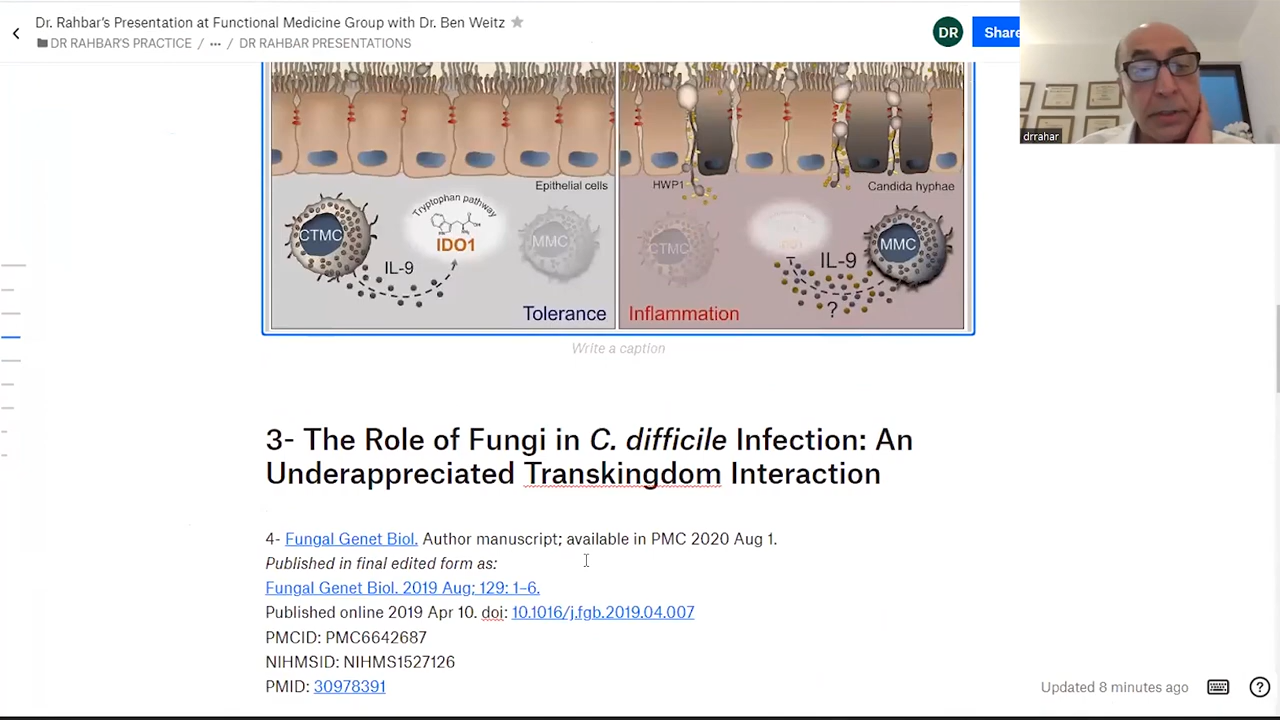 Dr. Rahbar's Presentation at Functional Medicine Group with Dr. Ben Weitz
DR RAHBAR'S PRACTICE / ··· / DR RAHBAR PRESENTATIONS
DR
Share
drrahar
Epithelial cells
HWP1
Candida hyphae
CTMC
Tryptophan pathway
IDO1
MMC
IL-9
Tolerance
CTMC
IL-9
MMC
?
Inflammation
Write a caption
3- The Role of Fungi in C. difficile Infection: An
Underappreciated Transkingdom Interaction
4- Fungal Genet Biol. Author manuscript; available in PMC 2020 Aug 1.
Published in final edited form as:
Fungal Genet Biol. 2019 Aug; 129: 1–6.
Published online 2019 Apr 10. doi: 10.1016/j.fgb.2019.04.007
PMCID: PMC6642687
NIHMSID: NIHMS1527126
PMID: 30978391
Updated 8 minutes ago
?